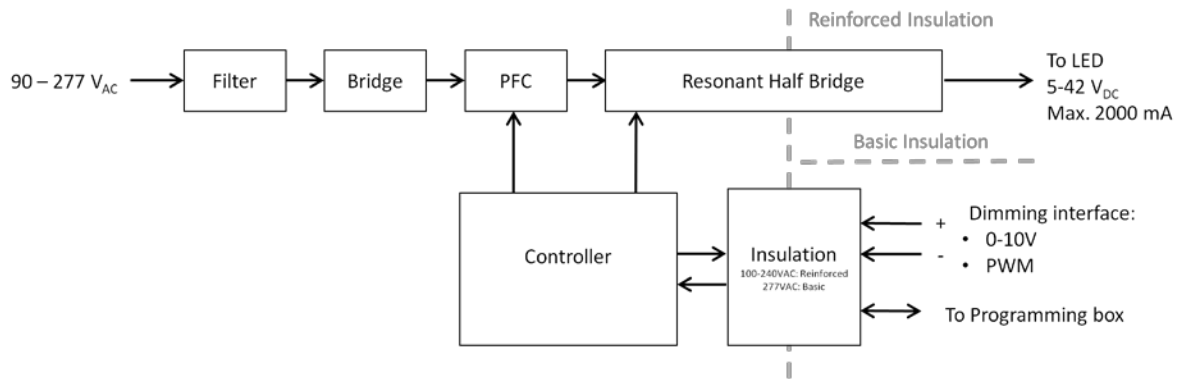 Reinforced Insulation
90 – 277 VAC
Filter
Bridge
PFC
Resonant Half Bridge
To LED
5-42 VDC
Max. 2000 mA
Basic Insulation
Controller
Insulation
100-240VAC: Reinforced
277VAC: Basic
+
-
Dimming interface:
• 0-10V
• PWM
To Programming box